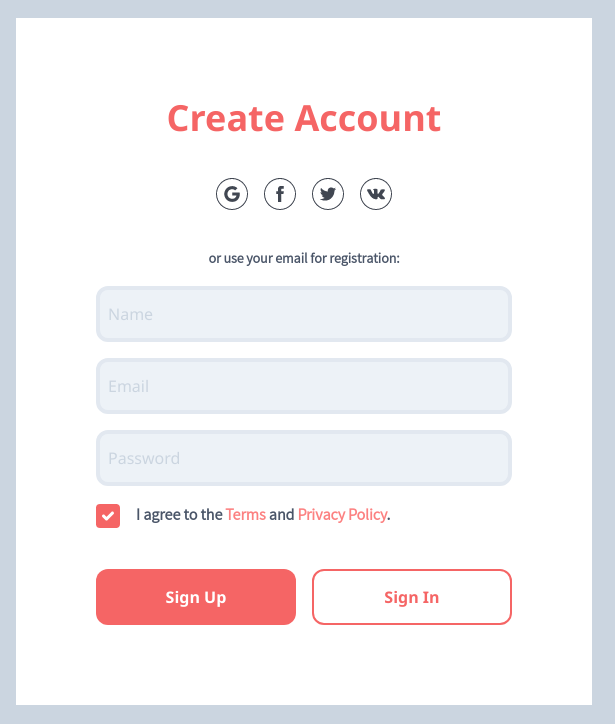 Create Account
or use your email for registration:
Name
Email
Password
I agree to the Terms and Privacy Policy.
Sign Up
Sign In